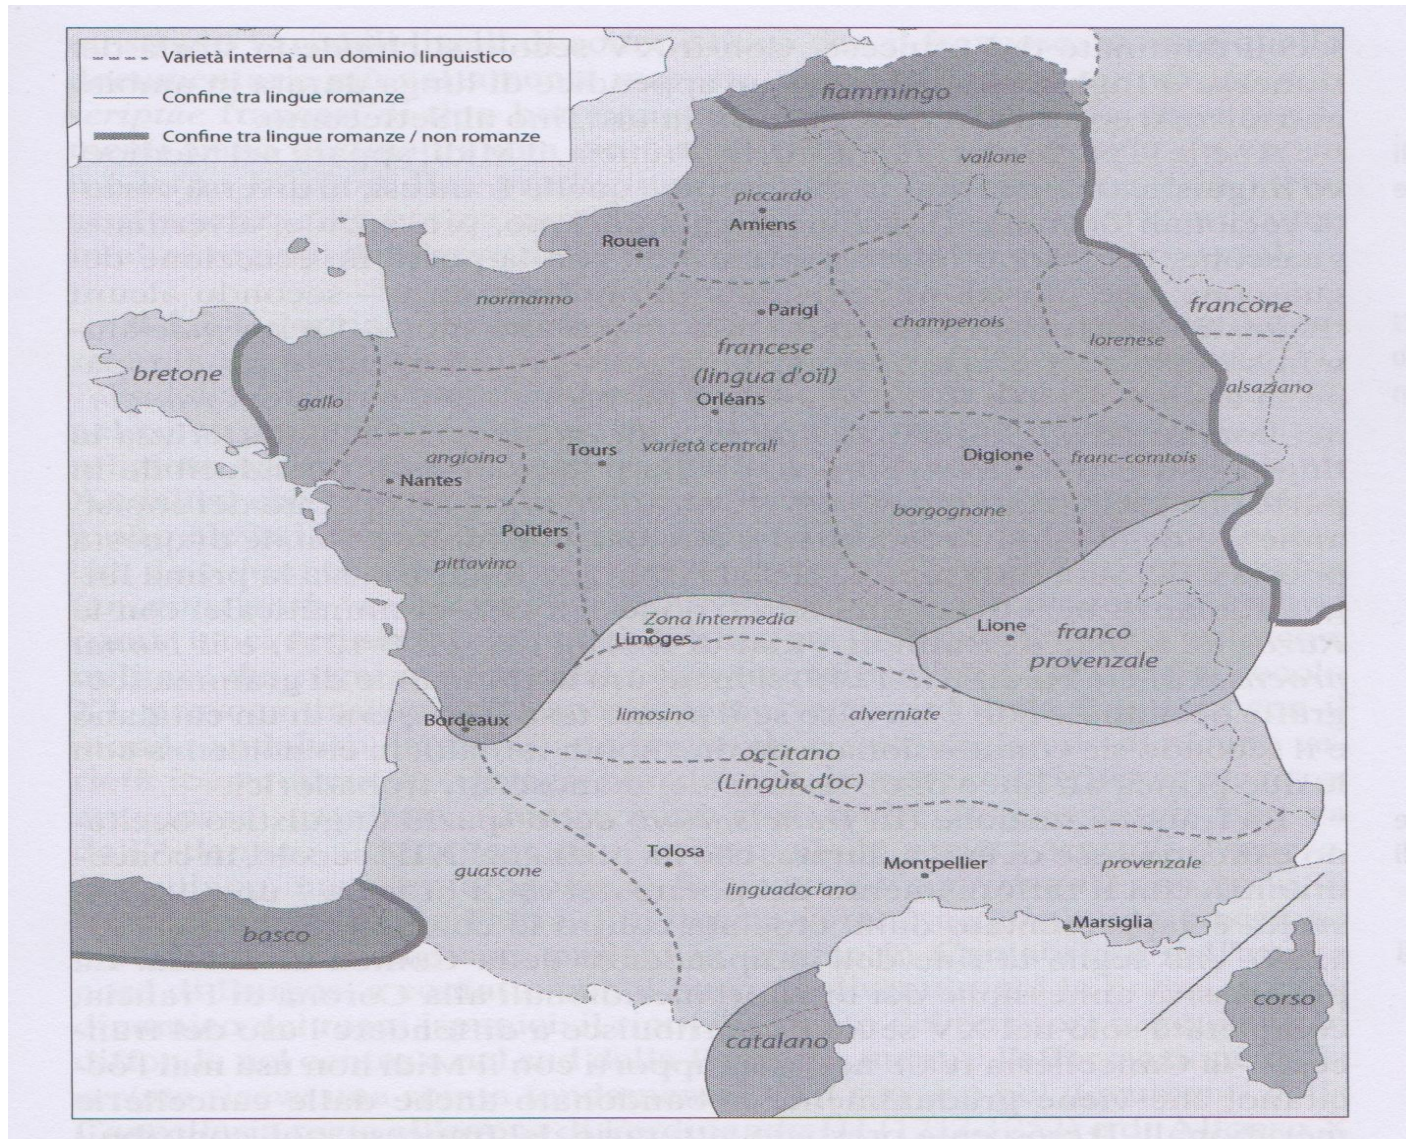 Varietà interna a un dominio linguistico
Confine tra lingue romanze
Confine tra lingue romanze / non romanze
fiammingo
vallone
piccardo
Amiens
Rouen
normanno
francone
Parigi
champenois
lorenese
francese
(lingua d'oïl)
bretone
alsaziano
gallo
Orléans
varietà centrali
angioino
Tours
Digione
franc-comtois
Nantes
borgognone
Poitiers
pittavino
Zona intermedia
Limoges
Lione
franco
provenzale
Bordeaux
limosino
alverniate
occitano
(Lingua d'oc)
Tolosa
guascone
Montpellier
provenzale
linguadociano
Marsiglia
basco
corso
catalano